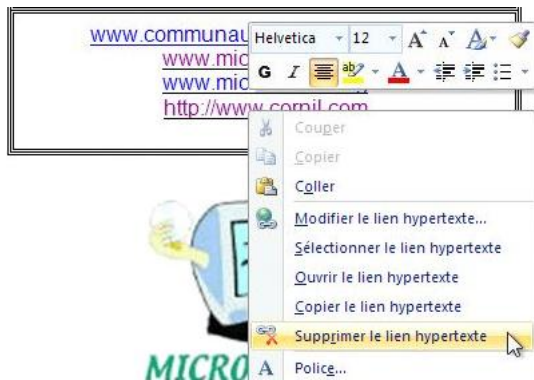 www.communau
Helvetica 12
www.mic
G I
www.mic
http://www.cornil.com
Couper
Copier
Coller
Modifier le lien hypertexte...
Sélectionner le lien hypertexte
Ouvrir le lien hypertexte
Copier le lien hypertexte
Supprimer le lien hypertexte
Police...
MICRO